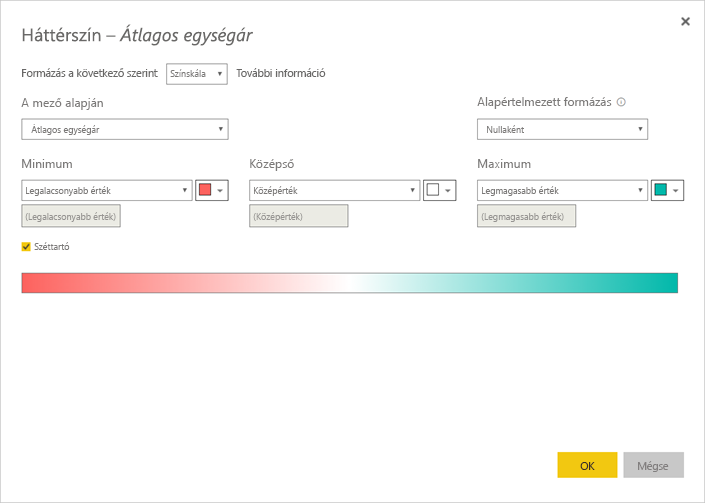 Háttérszín – Átlagos egységár
Formázás a következő szerint Színskála További információ
A mező alapján Alapértelmezett formázás
Átlagos egységár Nullaként
Minimum Középső Maximum
Legalacsonyabb érték Középérték Legmagasabb érték
(Legalacsonyabb érték) (Középérték) (Legmagasabb érték)
Széttartó
OK Mégse